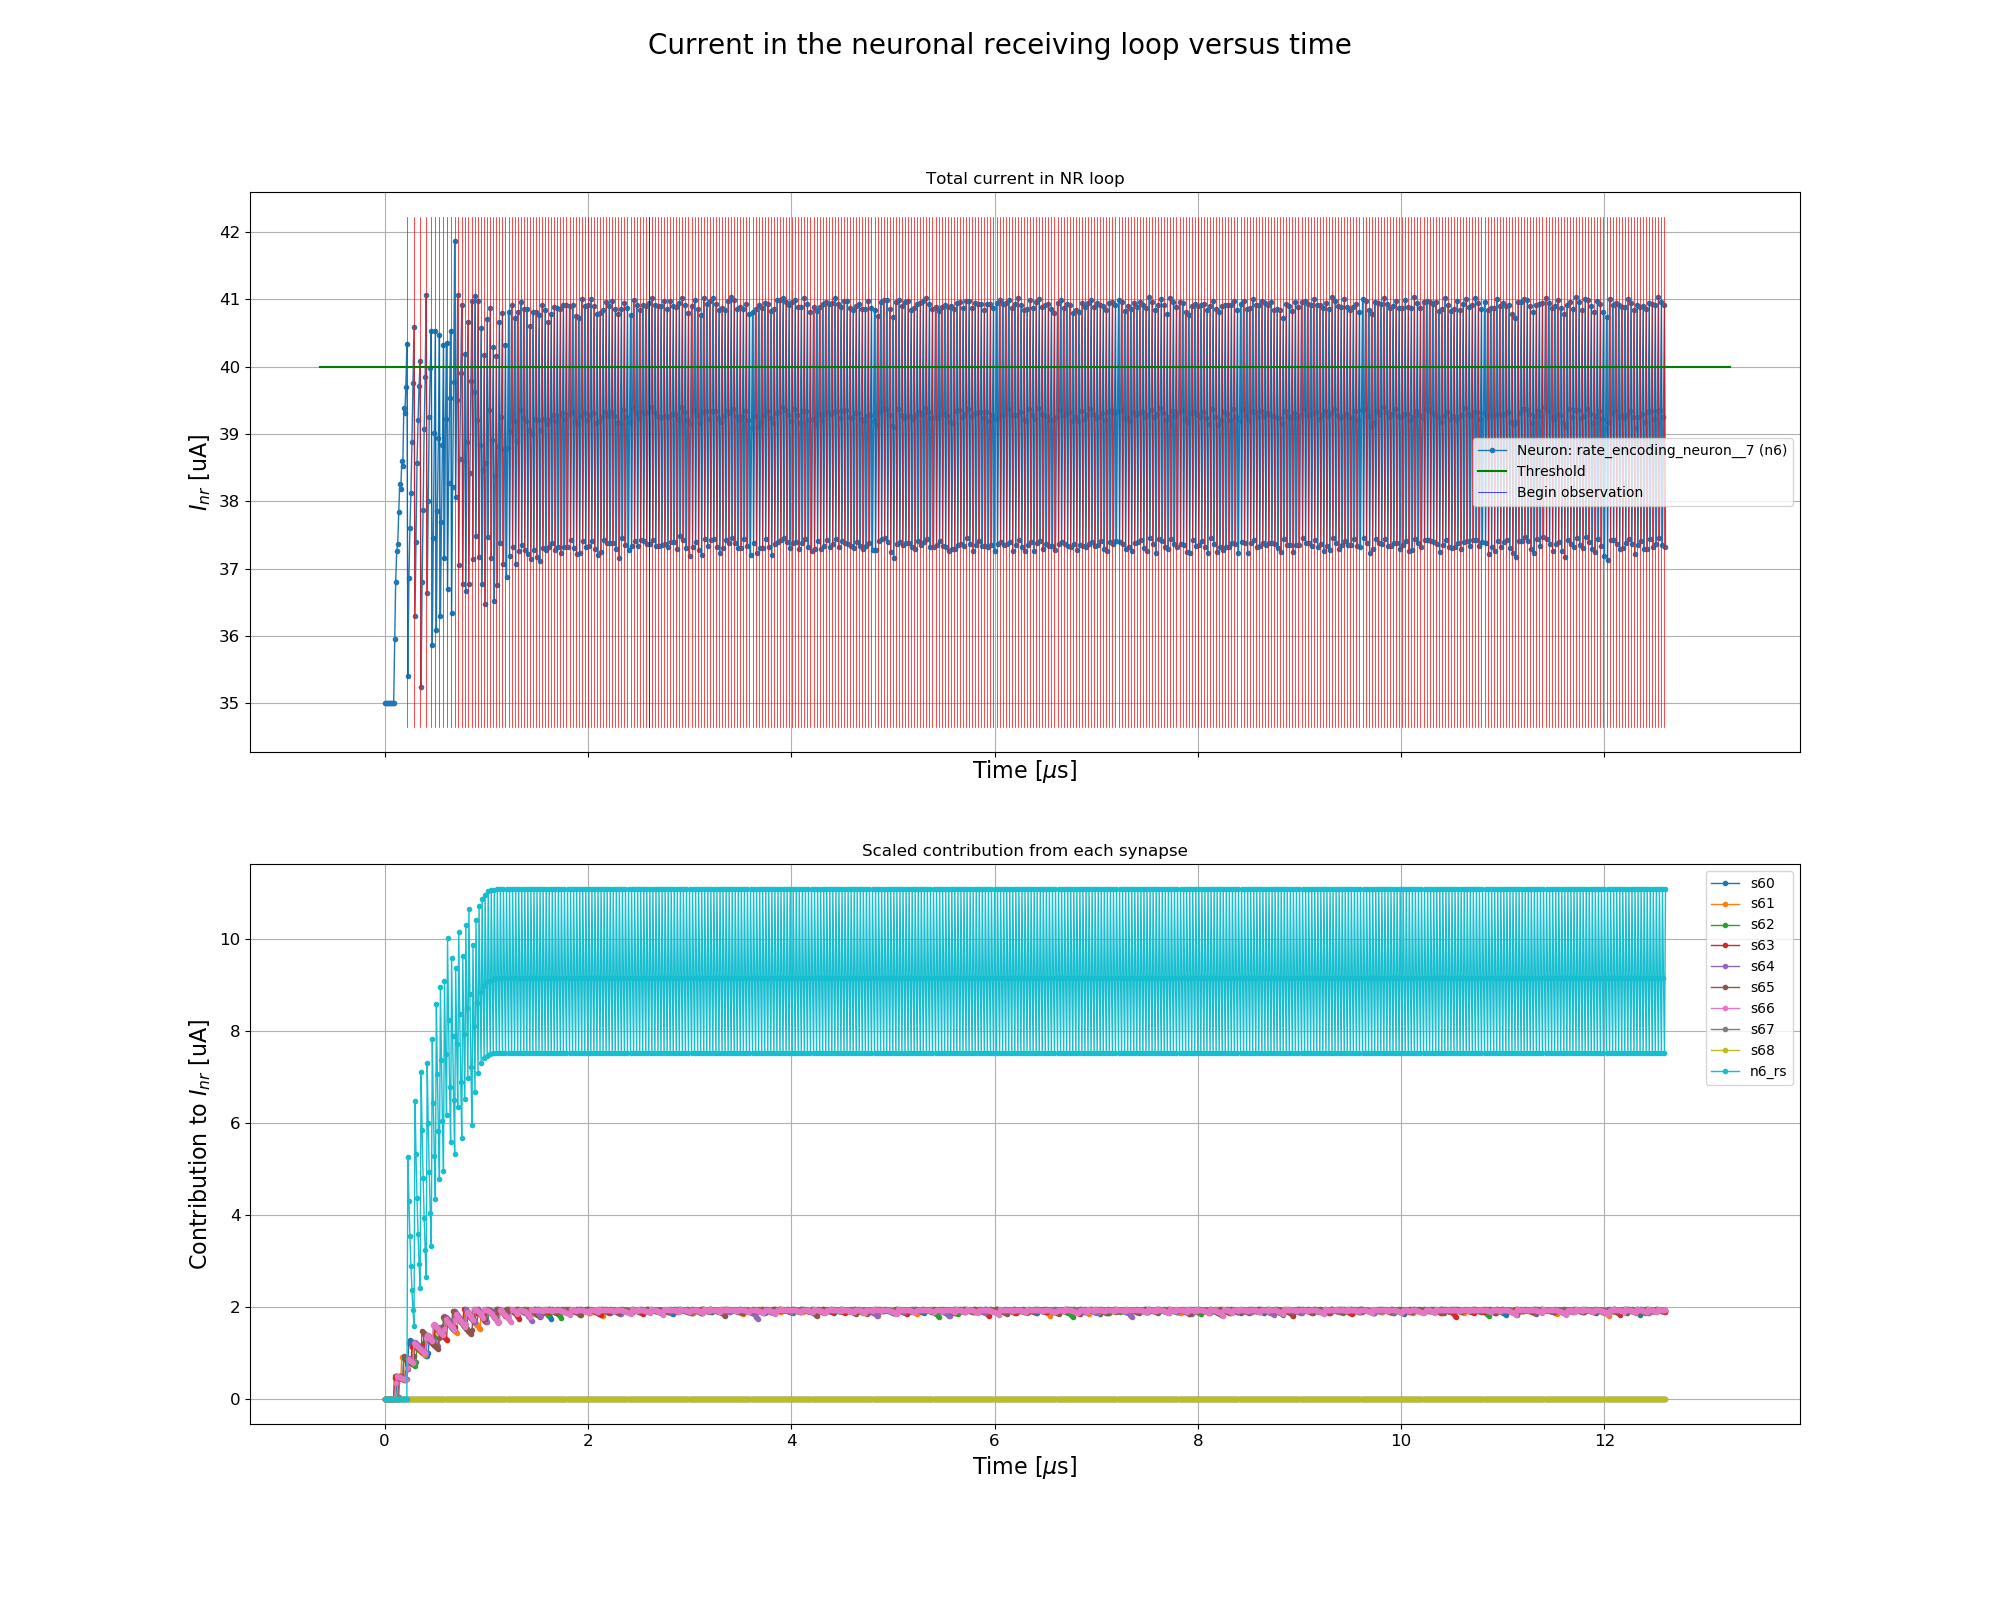 Current in the neuronal receiving loop versus time
Total current in NR loop
42
41
40
39
38
37
36
35
I_nr [uA]
Neuron: rate_encoding_neuron__7 (n6)
Threshold
Begin observation
Time [μs]
Scaled contribution from each synapse
10
8
6
4
2
0
Contribution to I_nr [uA]
s60
s61
s62
s63
s64
s65
s66
s67
s68
n6_rs
0 2 4 6 8 10 12
Time [μs]